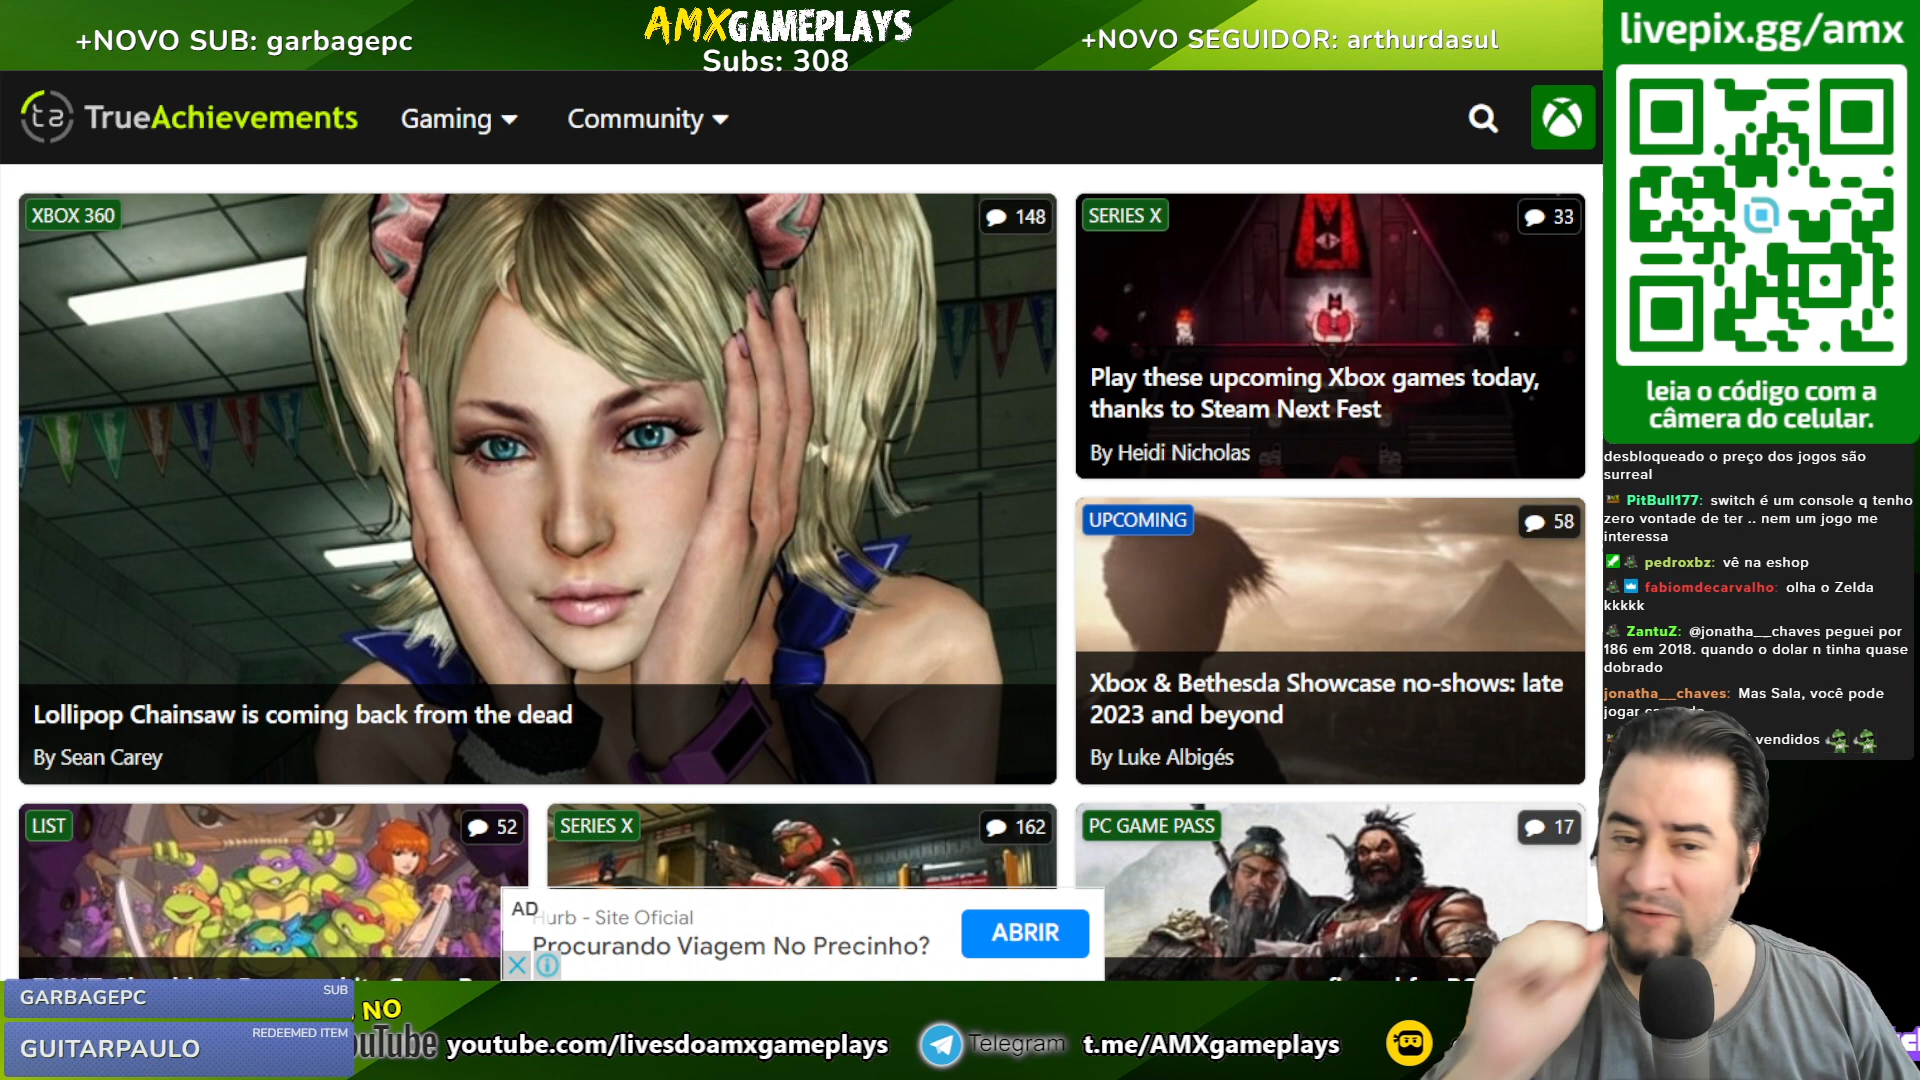 +NOVO SUB: garbagepc
AMXGAMEPLAYS
Subs: 308
+NOVO SEGUIDOR: arthurdasul
livepix.gg/amx
leia o código com a
câmera do celular.
ta TrueAchievements
Gaming
Community
XBOX 360
148
Lollipop Chainsaw is coming back from the dead
By Sean Carey
SERIES X
33
Play these upcoming Xbox games today,
thanks to Steam Next Fest
By Heidi Nicholas
UPCOMING
58
Xbox & Bethesda Showcase no-shows: late
2023 and beyond
By Luke Albigés
LIST
52
SERIES X
162
PC GAME PASS
17
AD
Hurb - Site Oficial
Procurando Viagem No Precinho?
ABRIR
desbloqueado o preço dos jogos são
surreal
PitBull177: switch é um console q tenho
zero vontade de ter .. nem um jogo me
interessa
pedroxbz: vê na eshop
fabiomdecarvalho: olha o Zelda
kkkkk
ZantuZ: @jonatha__chaves peguei por
186 em 2018. quando o dolar n tinha quase
dobrado
jonatha__chaves: Mas Sala, você pode
jogar
vendidos
GARBAGEPC
SUB
GUITARPAULO
REDEEMED ITEM
NO
youtube.com/livesdoamxgameplays
Telegram
t.me/AMXgameplays